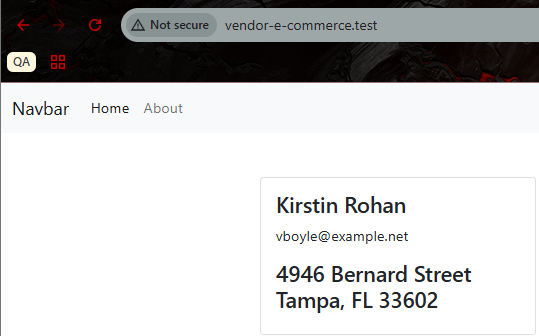 Not secure vendor-e-commerce.test
QA
Navbar Home About
Kirstin Rohan
vboyle@example.net
4946 Bernard Street
Tampa, FL 33602